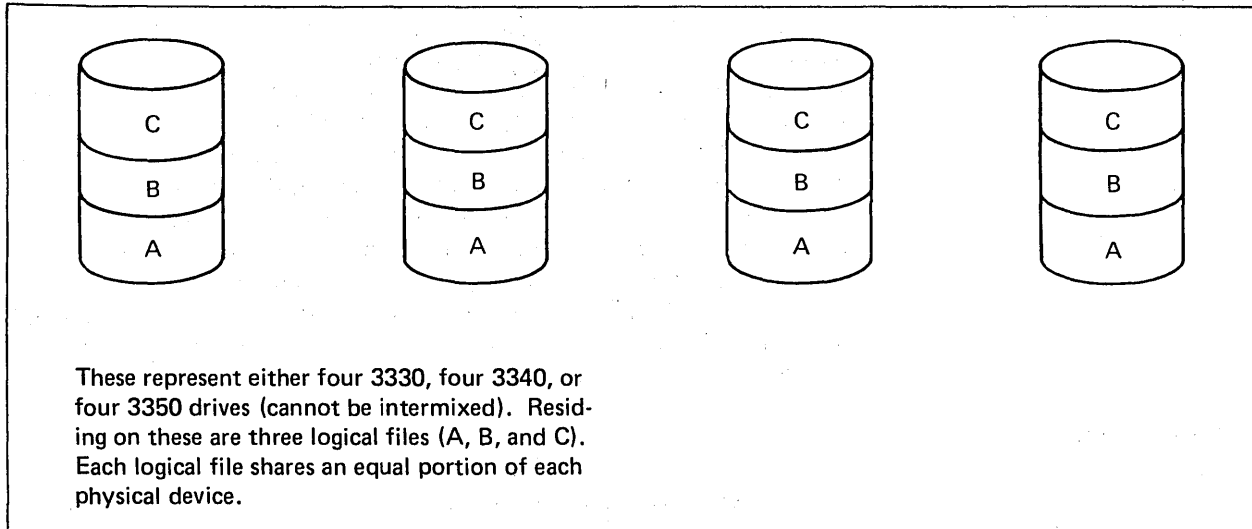 C C C C
B B B B
A A A A
These represent either four 3330, four 3340, or
four 3350 drives (cannot be intermixed). Resid-
ing on these are three logical files (A, B, and C).
Each logical file shares an equal portion of each
physical device.